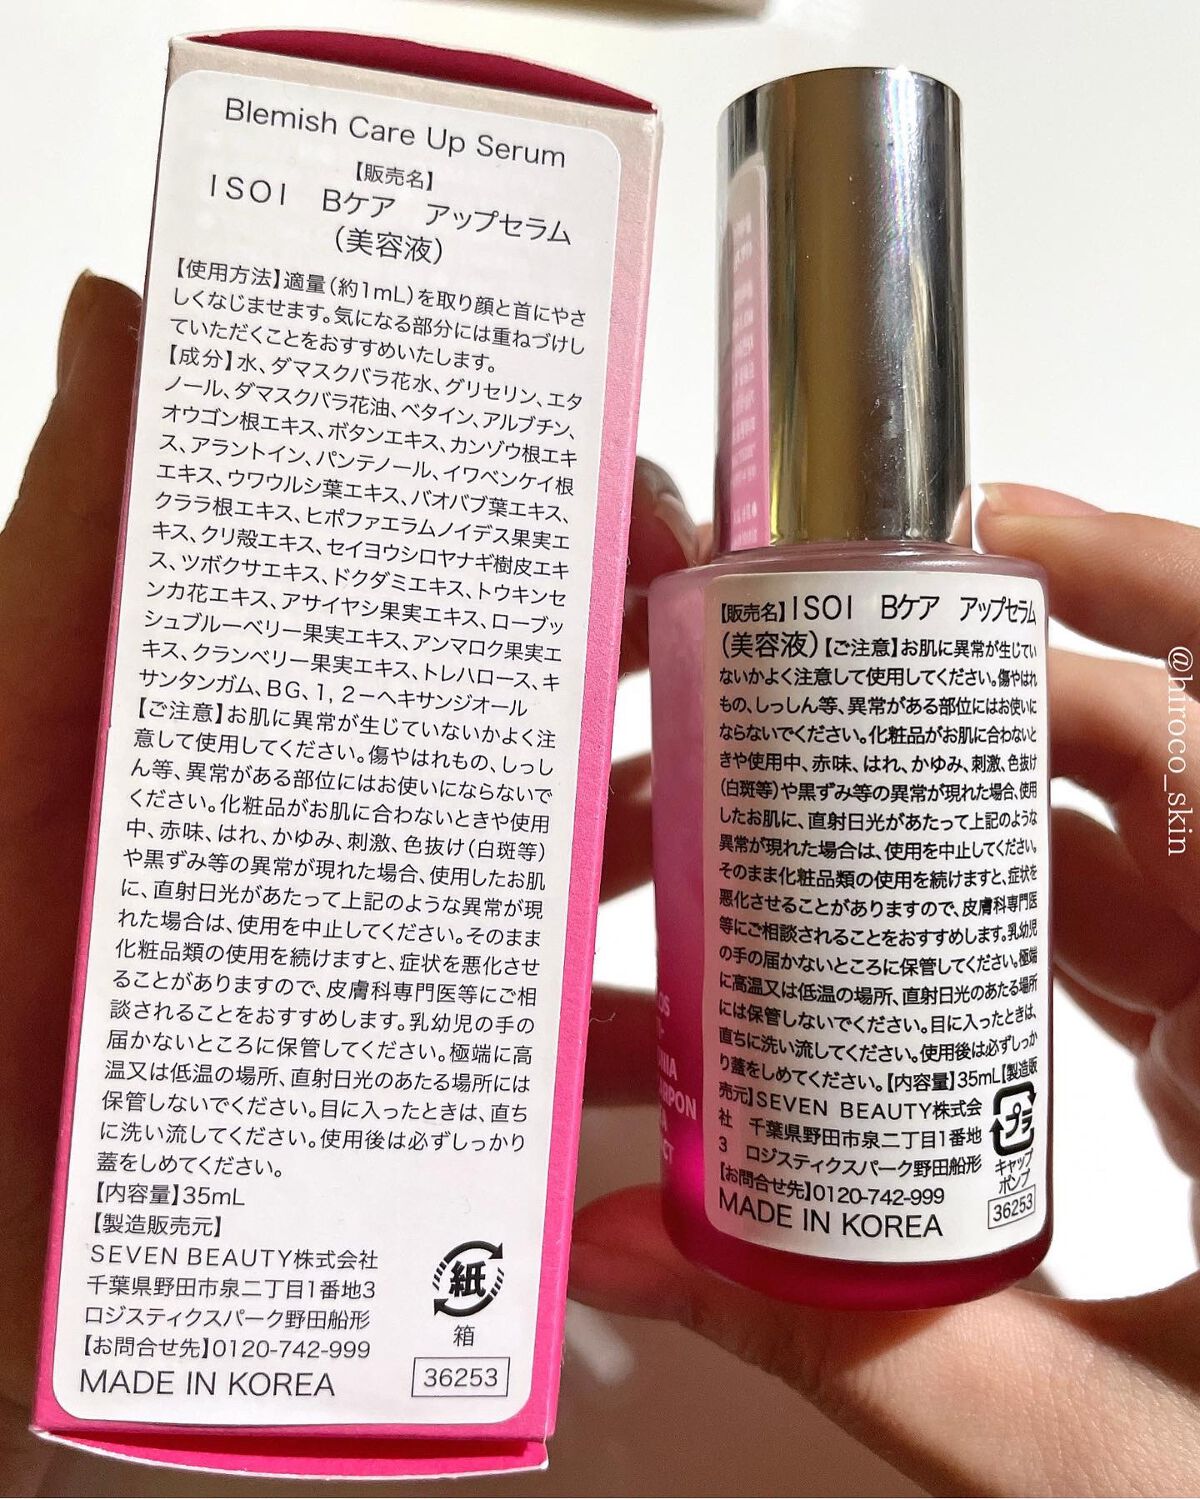 Blemish Care Up Serum
【販売名】
ISOI Bケア アップセラム
(美容液)
【使用方法】適量(約1mL)を取り顔と首にやさ
しくなじませます。気になる部分には重ねづけし
ていただくことをおすすめいたします。
【成分】水、ダマスクバラ花水、グリセリン、エタ
ノール、ダマスクバラ花油、ベタイン、アルブチン、
オウゴン根エキス、ボタンエキス、カンゾウ根エキ
ス、アラントイン、パンテノール、イワベンケイ根
エキス、ウワウルシ葉エキス、バオバブ葉エキス、
クララ根エキス、ヒポファエラムノイデス果実エ
キス、クリ殻エキス、セイヨウシロヤナギ樹皮エキ
ス、ツボクサエキス、ドクダミエキス、トウキンセ
ンカ花エキス、アサイヤシ果実エキス、ローブッ
シュブルーベリー果実エキス、アンマロク果実エ
キス、クランベリー果実エキス、トレハロース、キ
サンタンガム、BG、1,2-ヘキサンジオール
【ご注意】お肌に異常が生じていないかよく注
意して使用してください。傷やはれもの、しっし
ん等、異常がある部位にはお使いにならないで
ください。化粧品がお肌に合わないときや使用
中、赤味、はれ、かゆみ、刺激、色抜け(白斑等)
や黒ずみ等の異常が現れた場合、使用したお肌
に、直射日光があたって上記のような異常が現
れた場合は、使用を中止してください。そのまま
化粧品類の使用を続けますと、症状を悪化させ
ることがありますので、皮膚科専門医等にご相
談されることをおすすめします。乳幼児の手の
届かないところに保管してください。極端に高
温又は低温の場所、直射日光のあたる場所には
保管しないでください。目に入ったときは、直ち
に洗い流してください。使用後は必ずしっかり
蓋をしめてください。
【内容量】35mL
【製造販売元】
SEVEN BEAUTY株式会社
千葉県野田市泉二丁目1番地3
ロジスティクスパーク野田船形
【お問合せ先】0120-742-999
MADE IN KOREA
紙
箱
36253
【販売名】ISOI Bケア アップセラム
(美容液)【ご注意】お肌に異常が生じてい
ないかよく注意して使用してください。傷やはれ
もの、しっしん等、異常がある部位にはお使いに
ならないでください。化粧品がお肌に合わないと
きや使用中、赤味、はれ、かゆみ、刺激、色抜け
(白斑等)や黒ずみ等の異常が現れた場合、使用
したお肌に、直射日光があたって上記のような
異常が現れた場合は、使用を中止してください。
そのまま化粧品類の使用を続けますと、症状を
悪化させることがありますので、皮膚科専門医
等にご相談されることをおすすめします。乳幼児
の手の届かないところに保管してください。極端
に高温又は低温の場所、直射日光のあたる場所
には保管しないでください。目に入ったときは、
直ちに洗い流してください。使用後は必ずしっか
り蓋をしめてください。【内容量】35mL【製造販
売元】SEVEN BEAUTY株式会
社 千葉県野田市泉二丁目1番地
3 ロジスティクスパーク野田船形
【お問合せ先】0120-742-999
MADE IN KOREA
プラ
キャップ
ポンプ
36253
@hiroco_skin